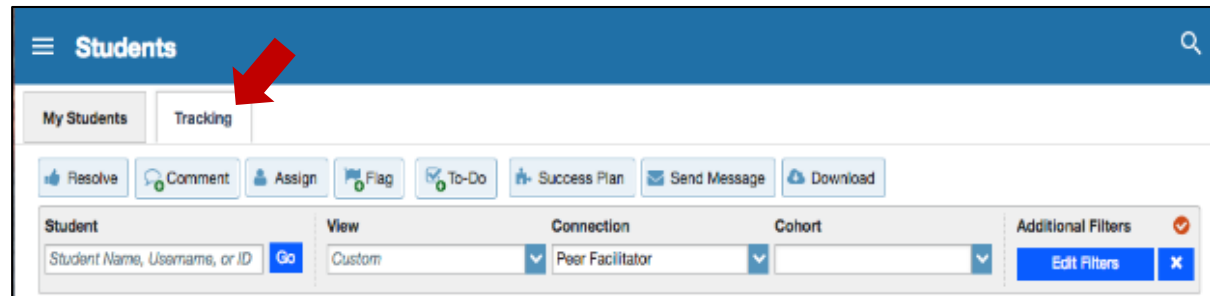 Students
My Students Tracking
Resolve Comment Assign Flag To-Do Success Plan Send Message Download
Student View Connection Cohort Additional Filters
Student Name, Username, or ID Go Custom Peer Facilitator Edit Filters